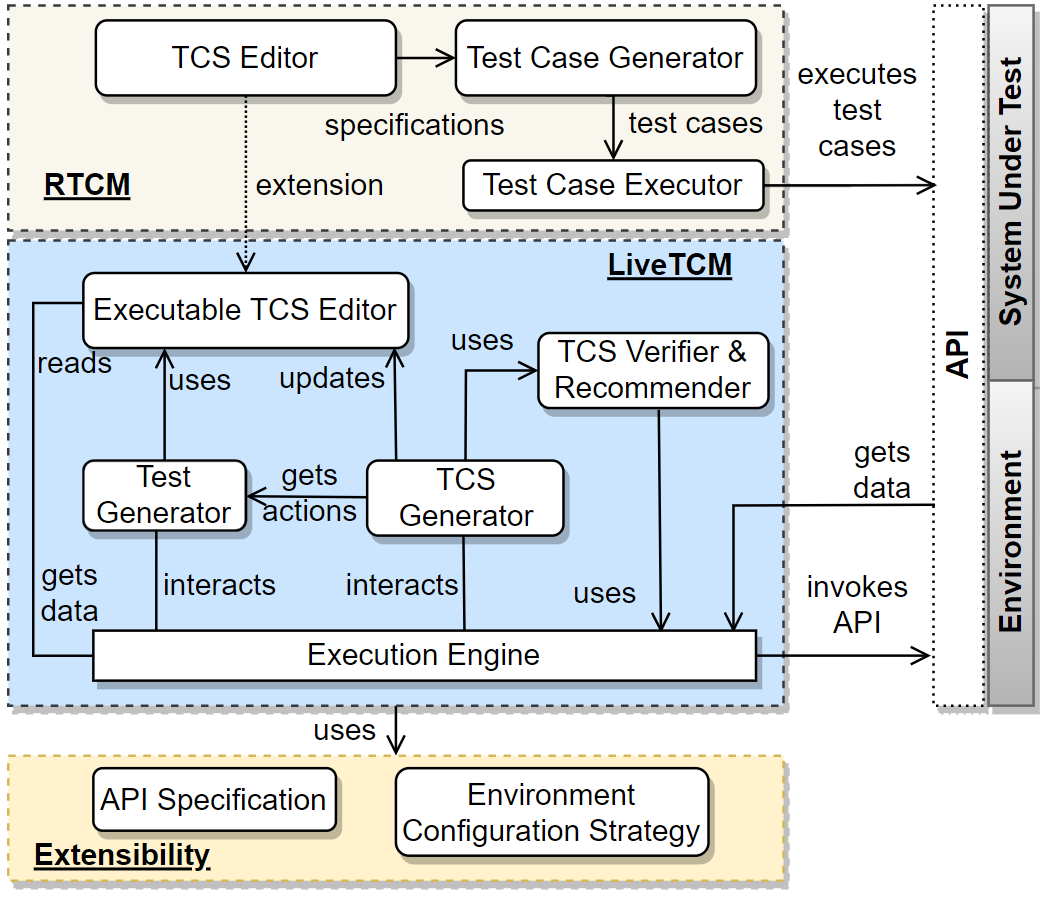 TCS Editor
Test Case Generator
specifications
test cases
executes
test
cases
RTCM
extension
Test Case Executor
System Under Test
API
Environment
LiveTCM
Executable TCS Editor
reads
uses
updates
uses
TCS Verifier &
Recommender
Test
Generator
gets
actions
TCS
Generator
gets
data
gets
data
interacts
interacts
uses
invokes
API
Execution Engine
uses
API Specification
Environment
Configuration Strategy
Extensibility